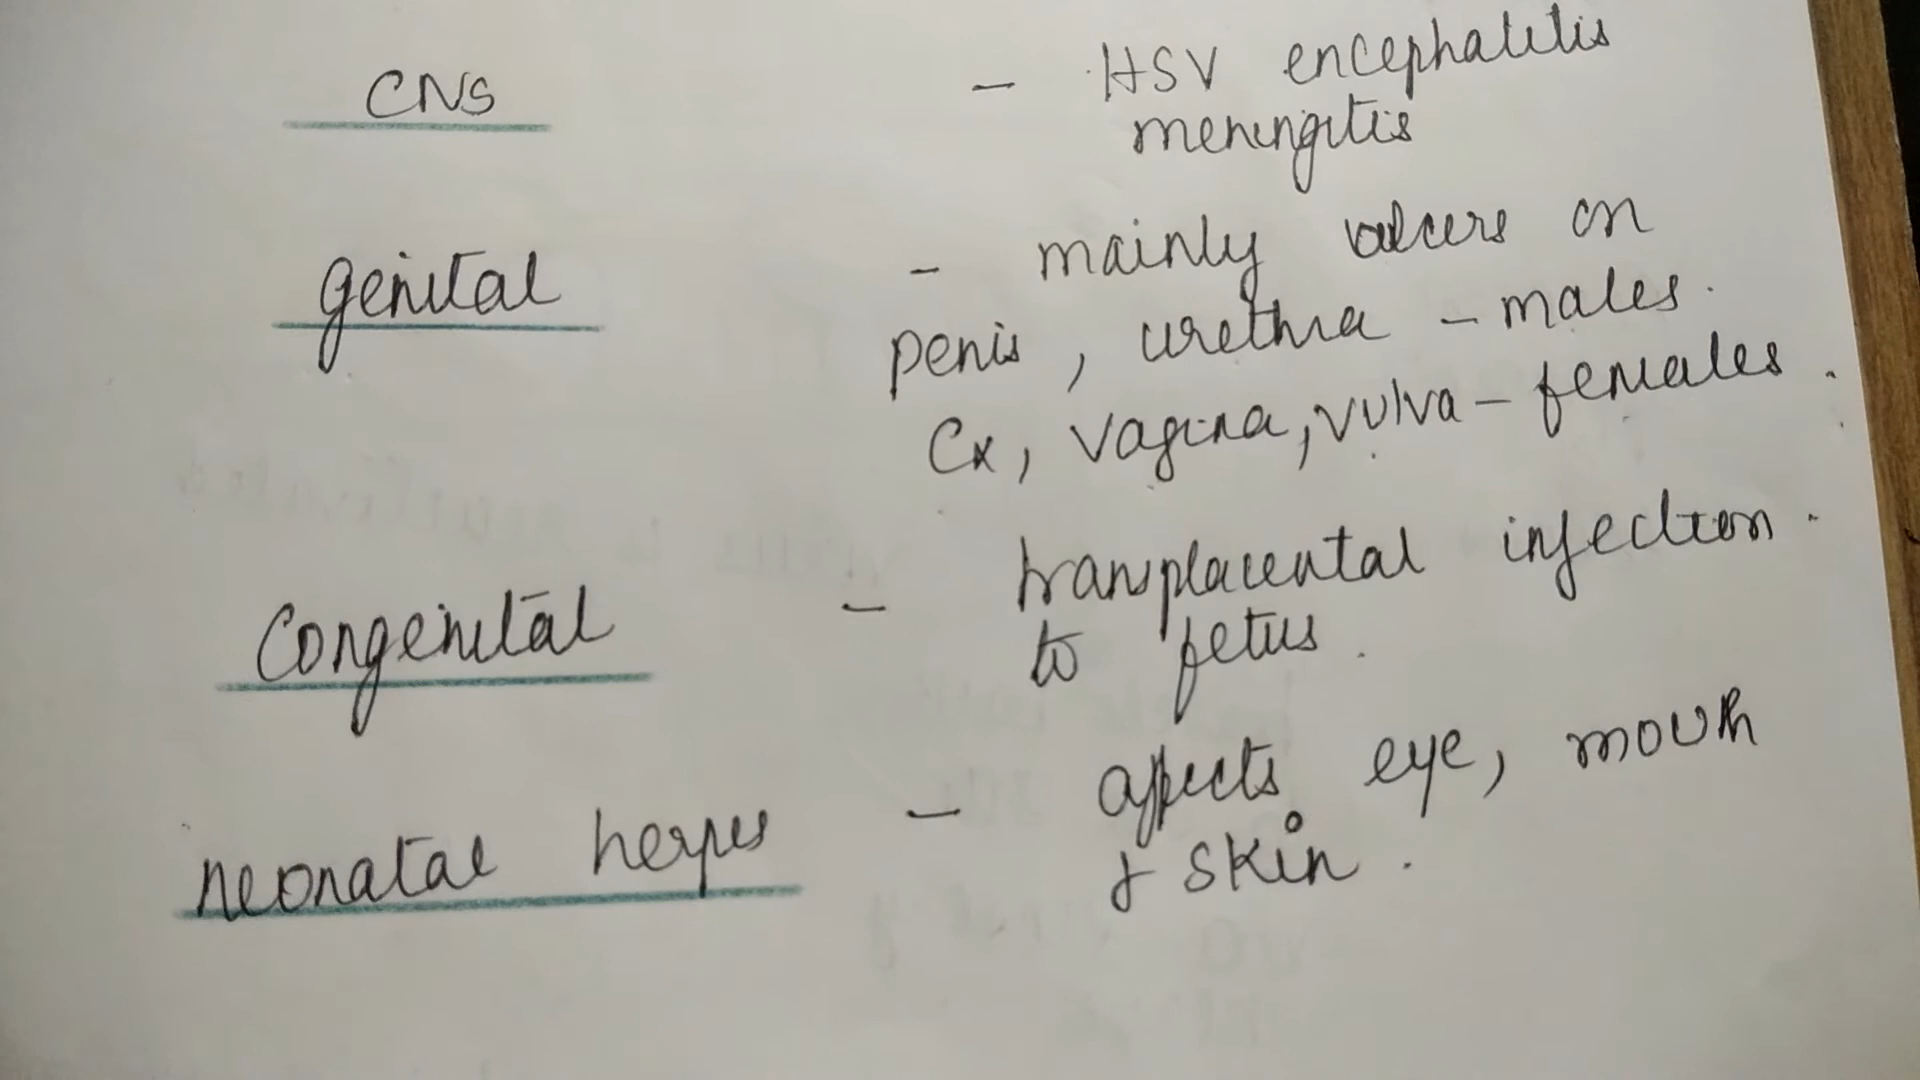 CNS - HSV encephalitis
meningitis
genital - mainly ulcers on
penis, urethra - males.
Cx, vagina, vulva - females.
Congenital - transplacental infection.
to fetus.
neonatal herpes - affects eye, mouth
& skin.